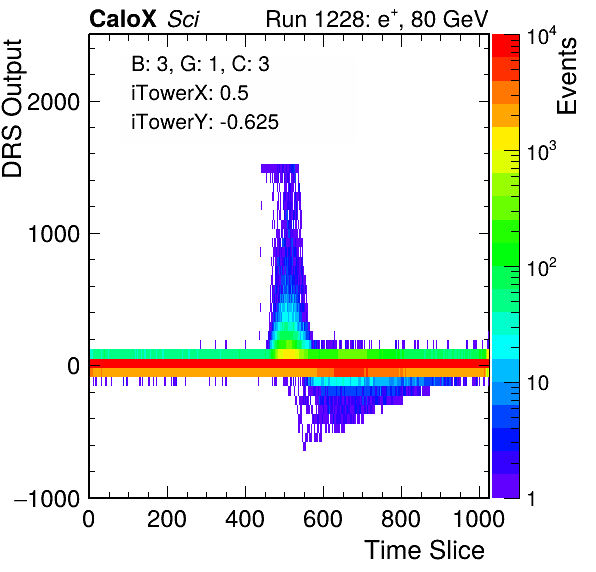 CaloX Sci Run 1228: e⁺, 80 GeV
B: 3, G: 1, C: 3
iTowerX: 0.5
iTowerY: -0.625
DRS Output
2000
1000
0
−1000
0 200 400 600 800 1000
Time Slice
Events
10⁴
10³
10²
10
1